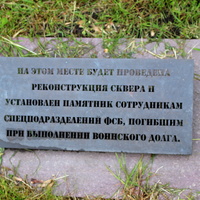 НА ЭТОМ МЕСТЕ БУДЕТ ПРОВЕДЕНА
РЕКОНСТРУКЦИЯ СКВЕРА И
УСТАНОВЛЕН ПАМЯТНИК СОТРУДНИКАМ
СПЕЦПОДРАЗДЕЛЕНИЙ ФСБ, ПОГИБШИМ
ПРИ ВЫПОЛНЕНИИ ВОИНСКОГО ДОЛГА.